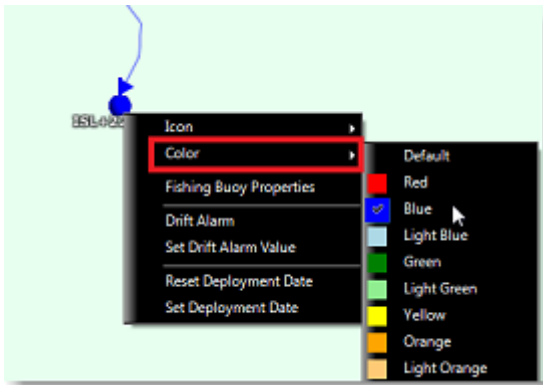 Icon
Color
Fishing Buoy Properties
Drift Alarm
Set Drift Alarm Value
Reset Deployment Date
Set Deployment Date
Default
Red
Blue
Light Blue
Green
Light Green
Yellow
Orange
Light Orange